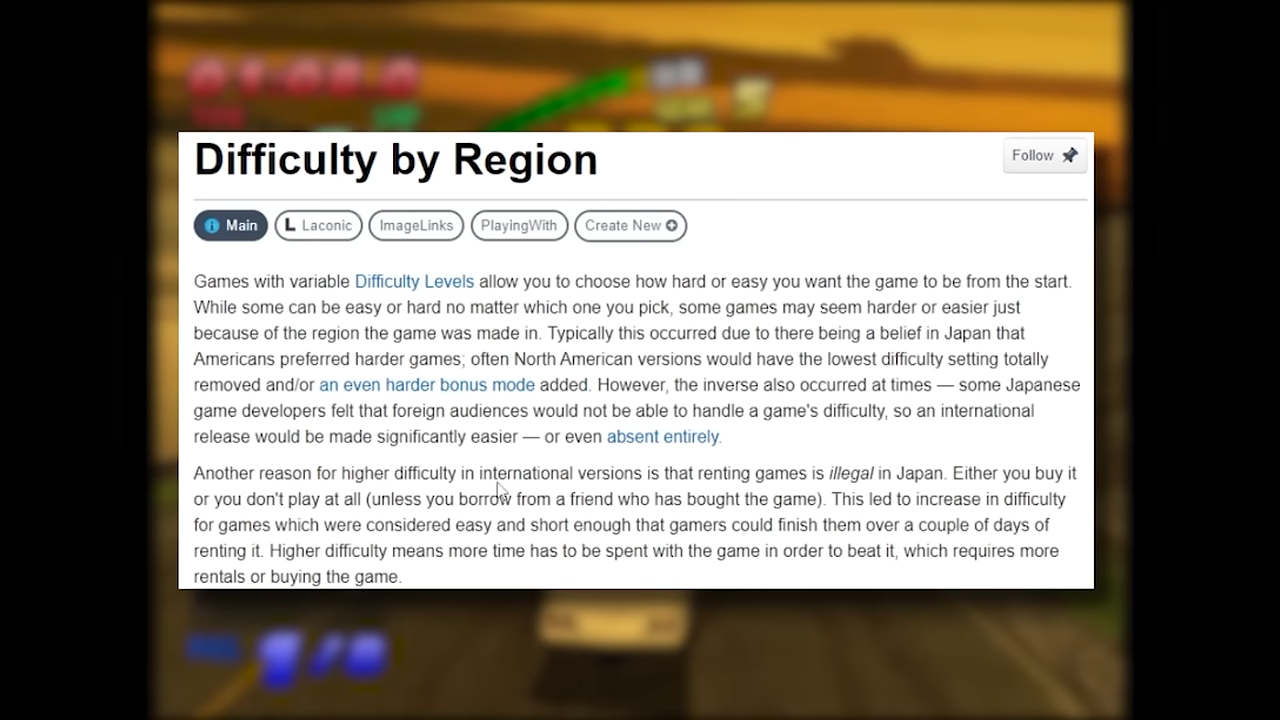 Difficulty by Region
Follow
Main
Laconic
ImageLinks
PlayingWith
Create New
Games with variable Difficulty Levels allow you to choose how hard or easy you want the game to be from the start.
While some can be easy or hard no matter which one you pick, some games may seem harder or easier just
because of the region the game was made in. Typically this occurred due to there being a belief in Japan that
Americans preferred harder games; often North American versions would have the lowest difficulty setting totally
removed and/or an even harder bonus mode added. However, the inverse also occurred at times — some Japanese
game developers felt that foreign audiences would not be able to handle a game's difficulty, so an international
release would be made significantly easier — or even absent entirely.
Another reason for higher difficulty in international versions is that renting games is illegal in Japan. Either you buy it
or you don't play at all (unless you borrow from a friend who has bought the game). This led to increase in difficulty
for games which were considered easy and short enough that gamers could finish them over a couple of days of
renting it. Higher difficulty means more time has to be spent with the game in order to beat it, which requires more
rentals or buying the game.